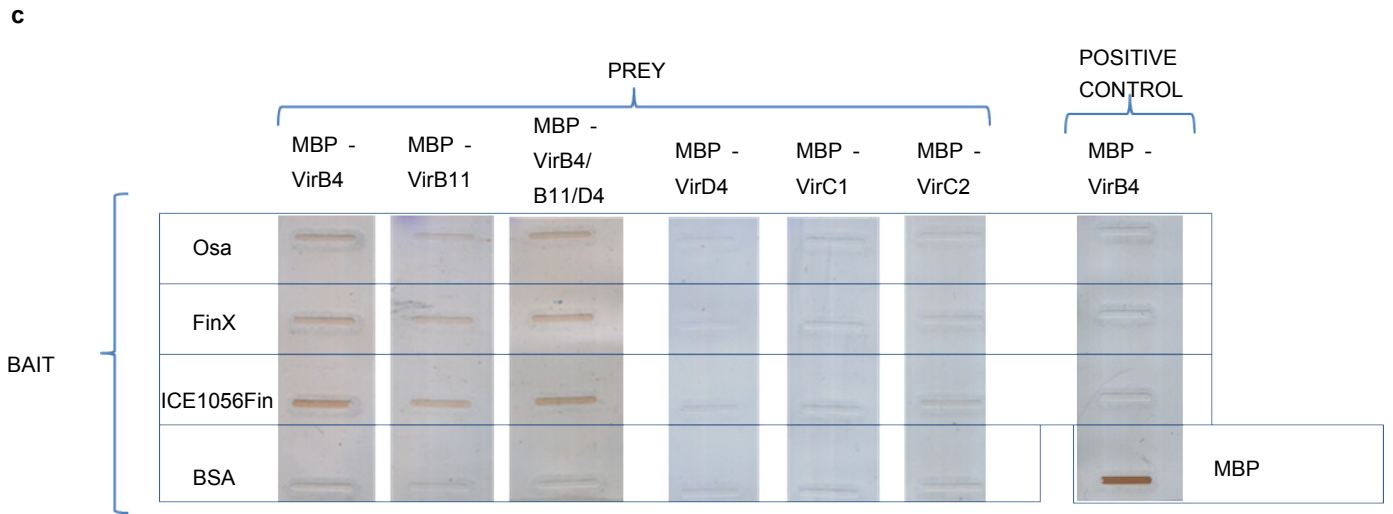 c
PREY
POSITIVE
CONTROL
MBP -
VirB4
MBP -
VirB11
MBP -
VirB4/
B11/D4
MBP -
VirD4
MBP -
VirC1
MBP -
VirC2
MBP -
VirB4
BAIT
Osa
FinX
ICE1056Fin
BSA
MBP